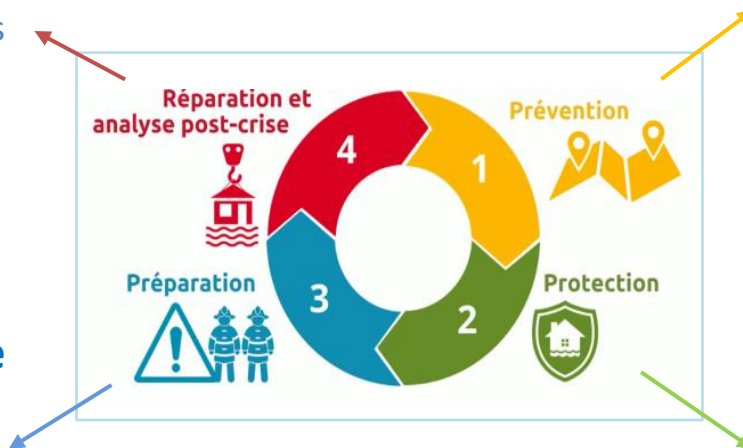 s
Réparation et
analyse post-crise
4
1
Prévention
Préparation
3
2
Protection
e